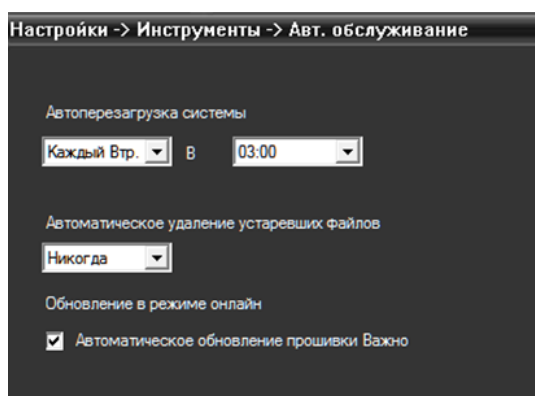 Настройки -> Инструменты -> Авт. обслуживание
Автоперезагрузка системы
Каждый Втр. В 03:00
Автоматическое удаление устаревших файлов
Никогда
Обновление в режиме онлайн
Автоматическое обновление прошивки Важно